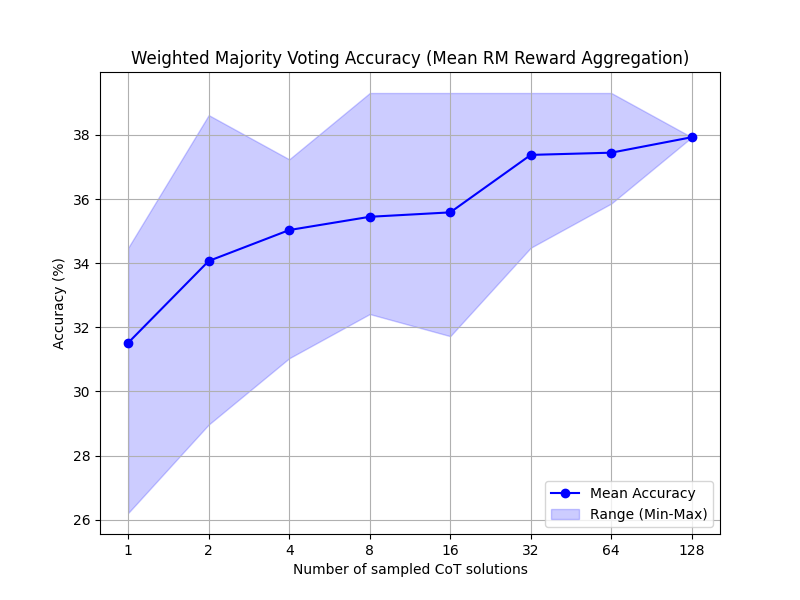 Weighted Majority Voting Accuracy (Mean RM Reward Aggregation)
Accuracy (%)
38
36
34
32
30
28
26
Mean Accuracy
Range (Min-Max)
1 2 4 8 16 32 64 128
Number of sampled CoT solutions